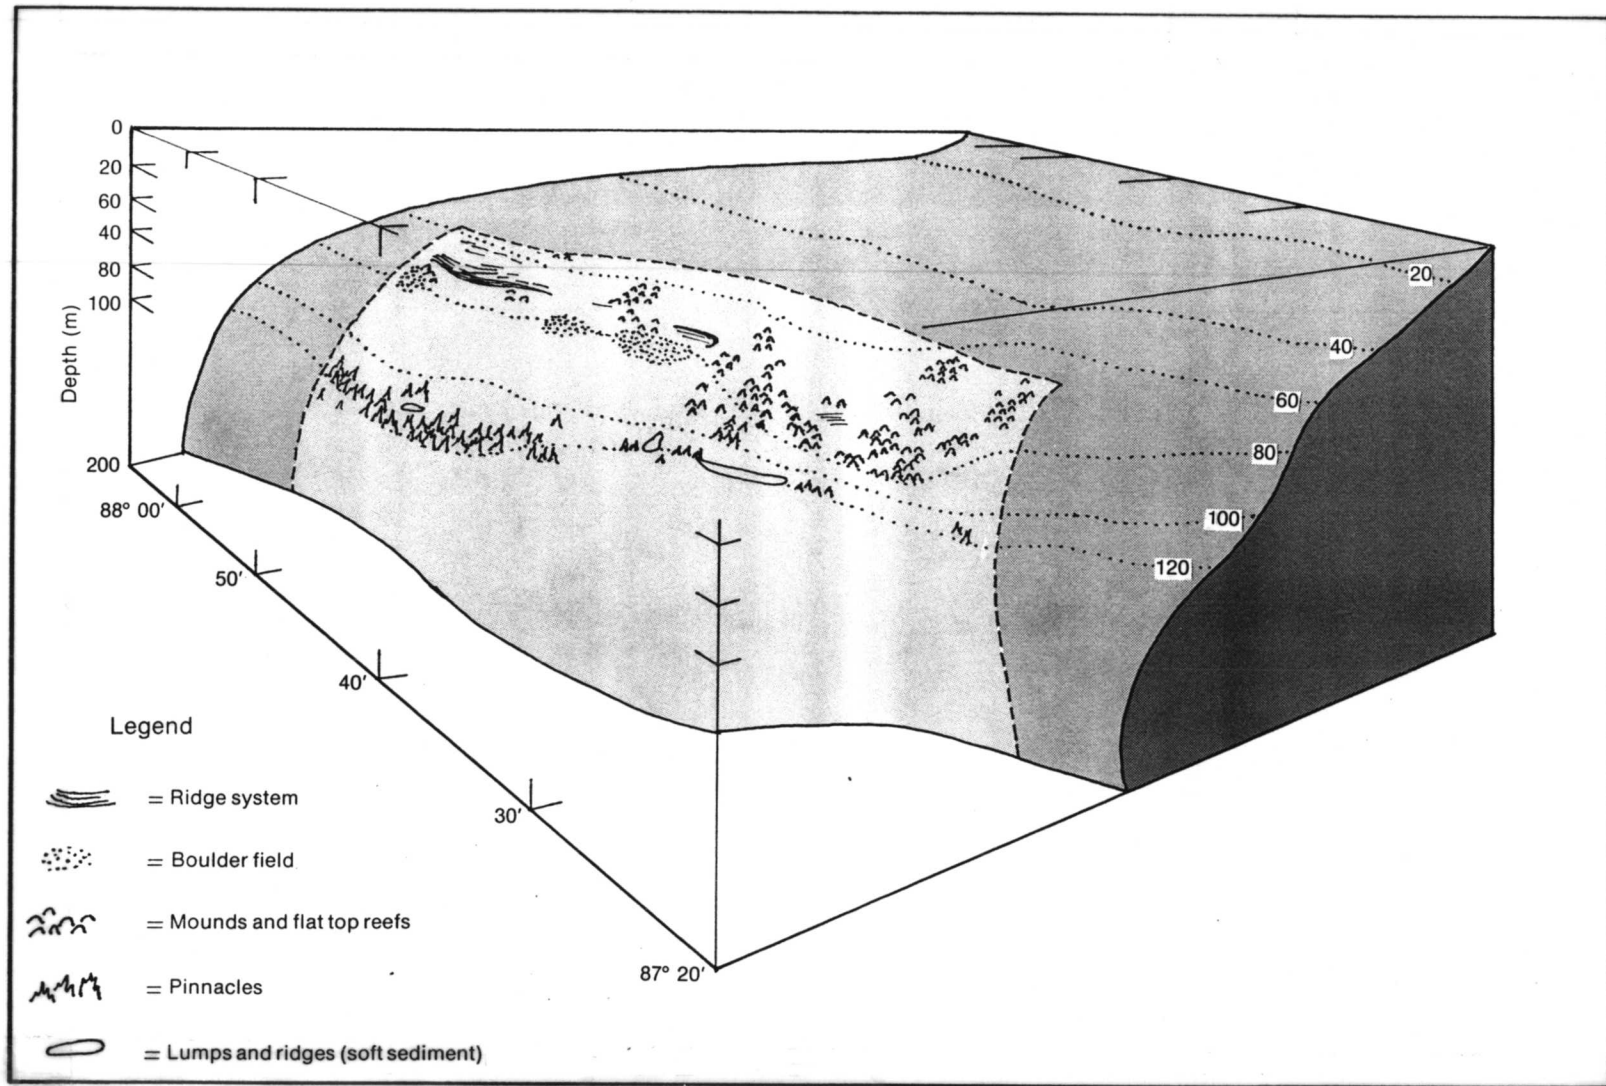 0
20
60
40
80
100
Depth (m)
200
88° 00'
50'
40'
30'
87° 20'
20
40
60
80
100
120
Legend
= Ridge system
= Boulder field
= Mounds and flat top reefs
= Pinnacles
= Lumps and ridges (soft sediment)